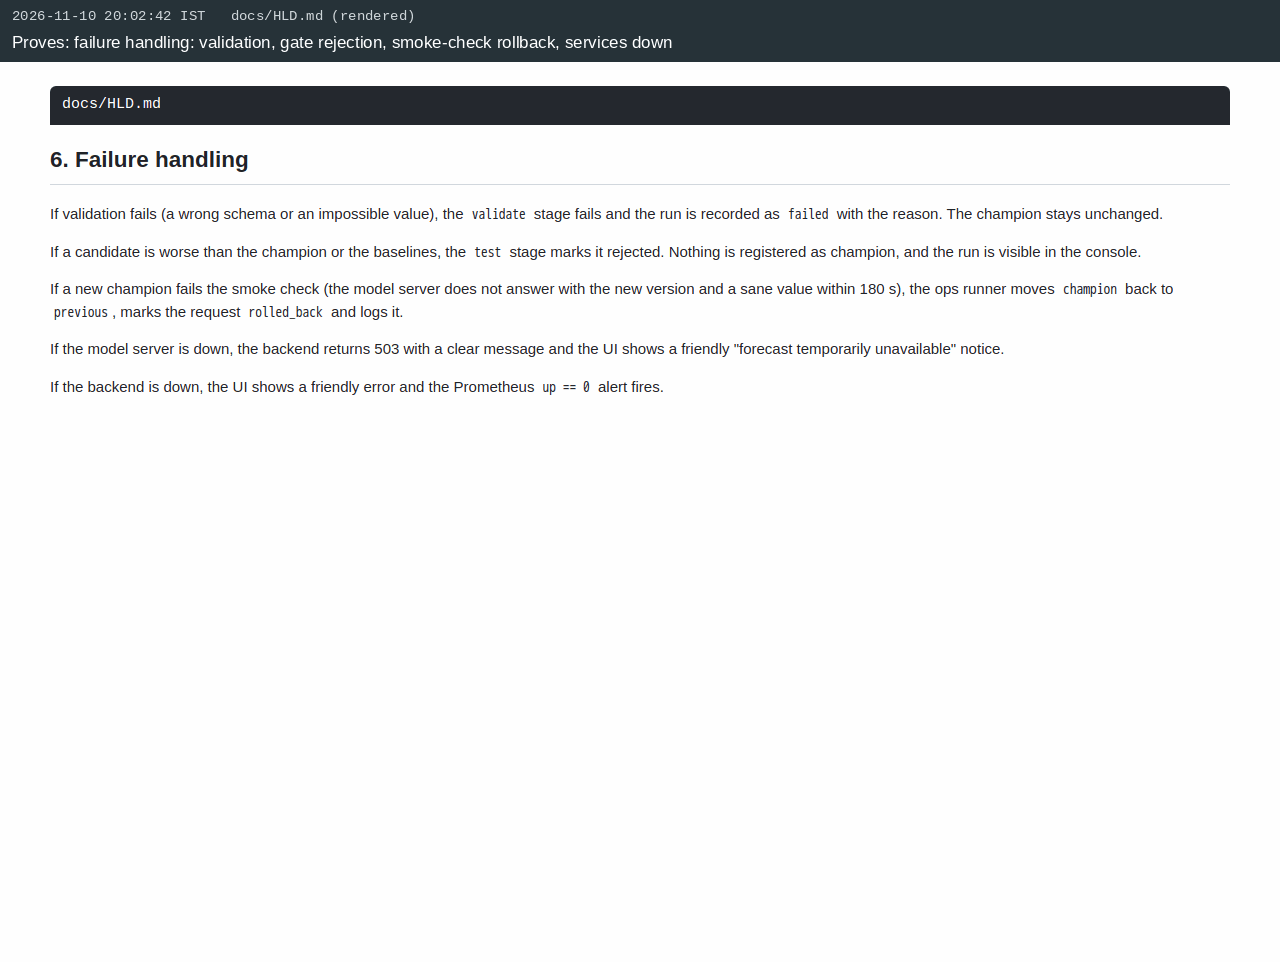 2026-11-10 20:02:42 IST   docs/HLD.md (rendered)
Proves: failure handling: validation, gate rejection, smoke-check rollback, services down
docs/HLD.md
6. Failure handling
If validation fails (a wrong schema or an impossible value), the validate stage fails and the run is recorded as failed with the reason. The champion stays unchanged.
If a candidate is worse than the champion or the baselines, the test stage marks it rejected. Nothing is registered as champion, and the run is visible in the console.
If a new champion fails the smoke check (the model server does not answer with the new version and a sane value within 180 s), the ops runner moves champion back to
previous, marks the request rolled_back and logs it.
If the model server is down, the backend returns 503 with a clear message and the UI shows a friendly "forecast temporarily unavailable" notice.
If the backend is down, the UI shows a friendly error and the Prometheus up == 0 alert fires.